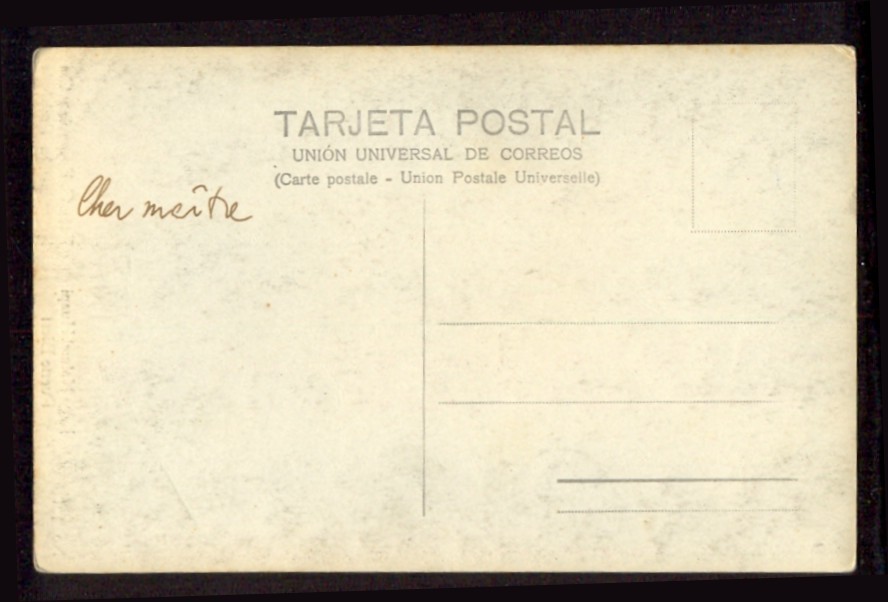 TARJETA POSTAL
UNIÓN UNIVERSAL DE CORREOS
(Carte postale - Union Postale Universelle)
Cher maître